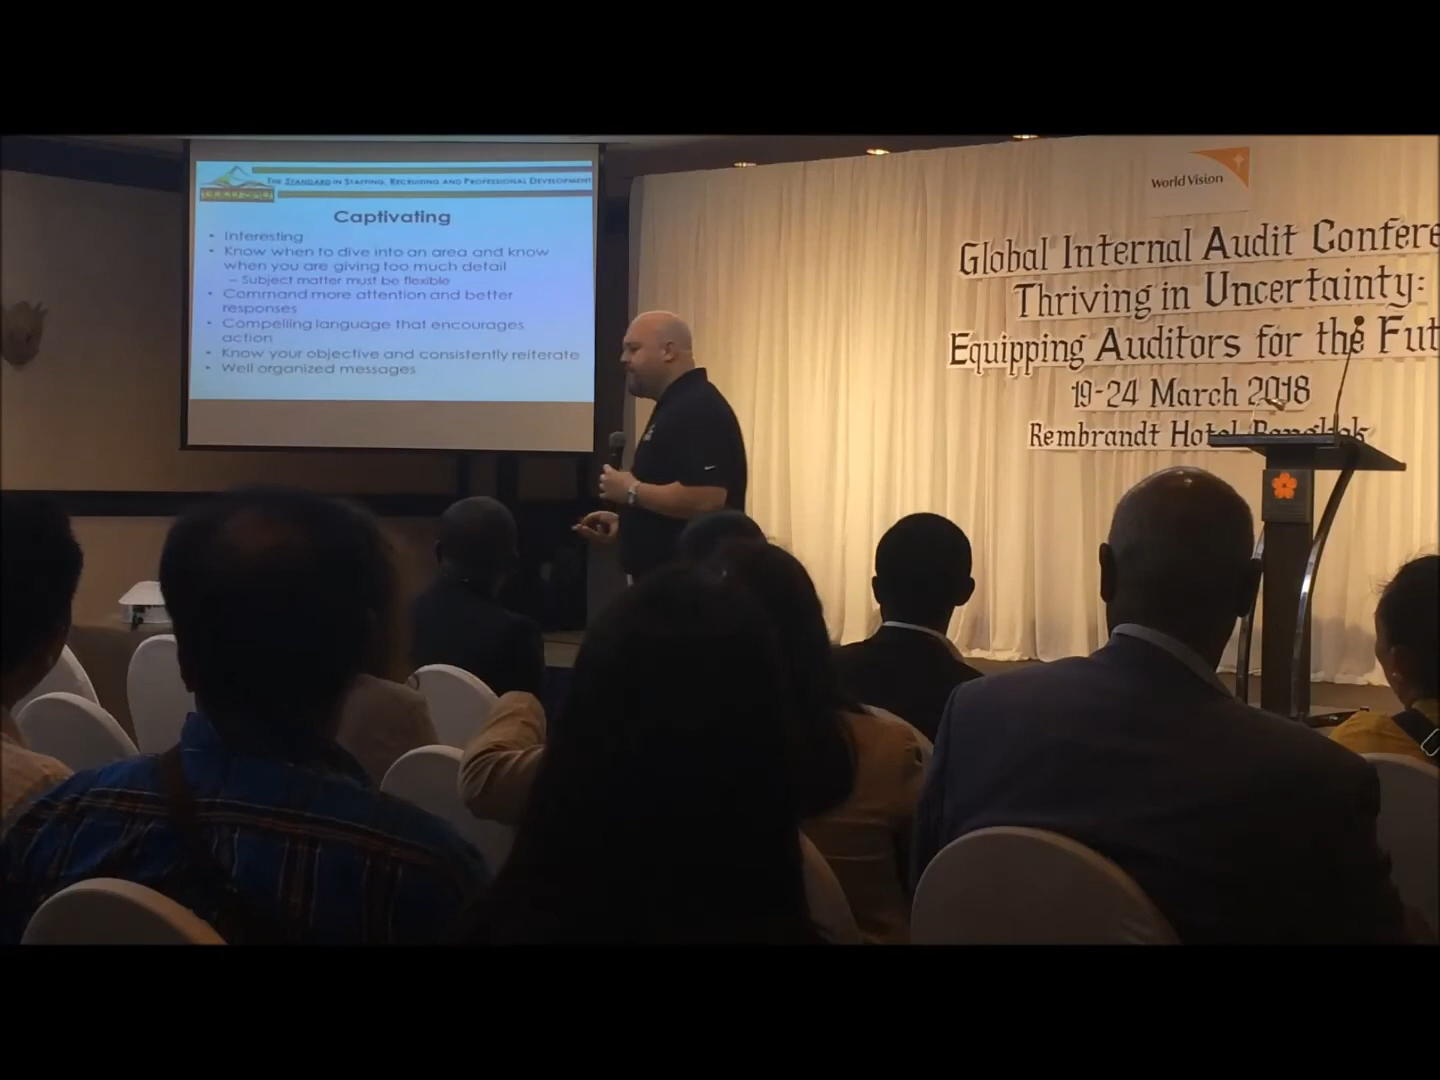 THE STANDARD IN STAFFING, RECRUITING AND PROFESSIONAL DEVELOPMENT
Captivating
• Interesting
• Know when to dive into an area and know
when you are giving too much detail
– Subject matter must be flexible
• Command more attention and better
responses
• Compelling language that encourages
action
• Know your objective and consistently reiterate
• Well organized messages
World Vision
Global Internal Audit Confere
Thriving in Uncertainty:
Equipping Auditors for the Fut
19-24 March 2018
Rembrandt Hotel Bangkok